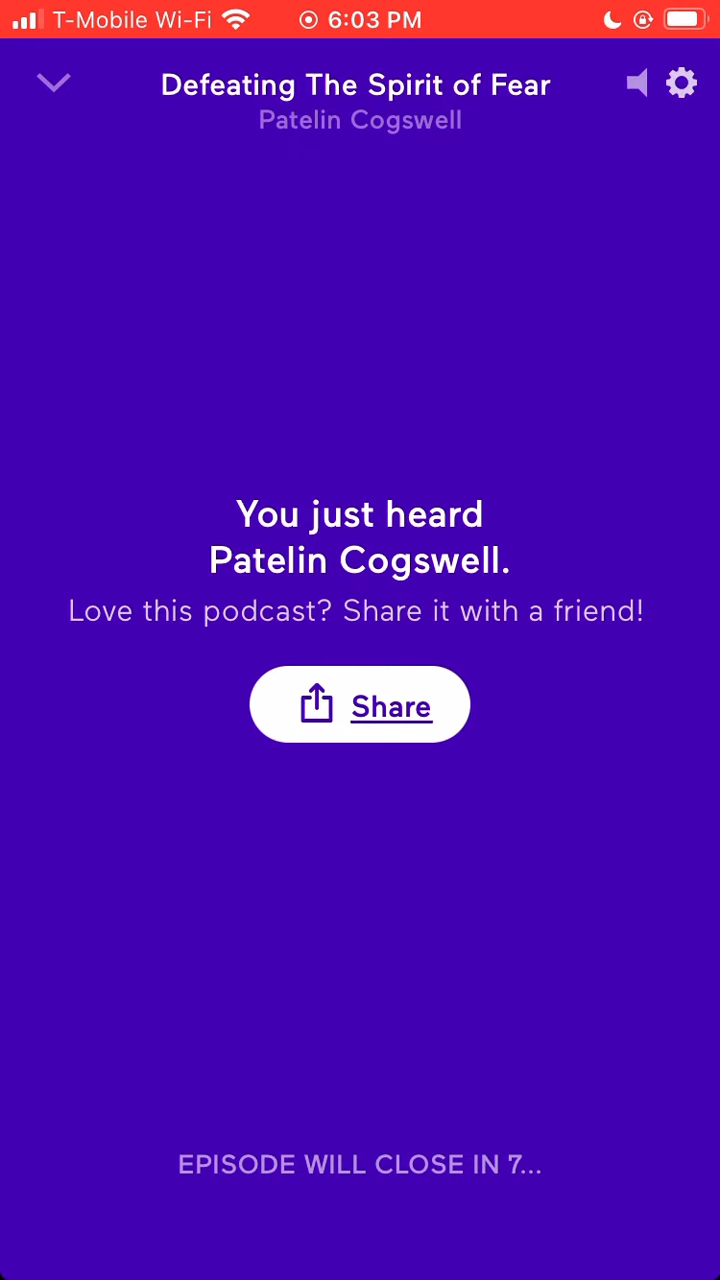 T-Mobile Wi-Fi 6:03 PM
Defeating The Spirit of Fear
Patelin Cogswell
You just heard
Patelin Cogswell.
Love this podcast? Share it with a friend!
Share
EPISODE WILL CLOSE IN 7...